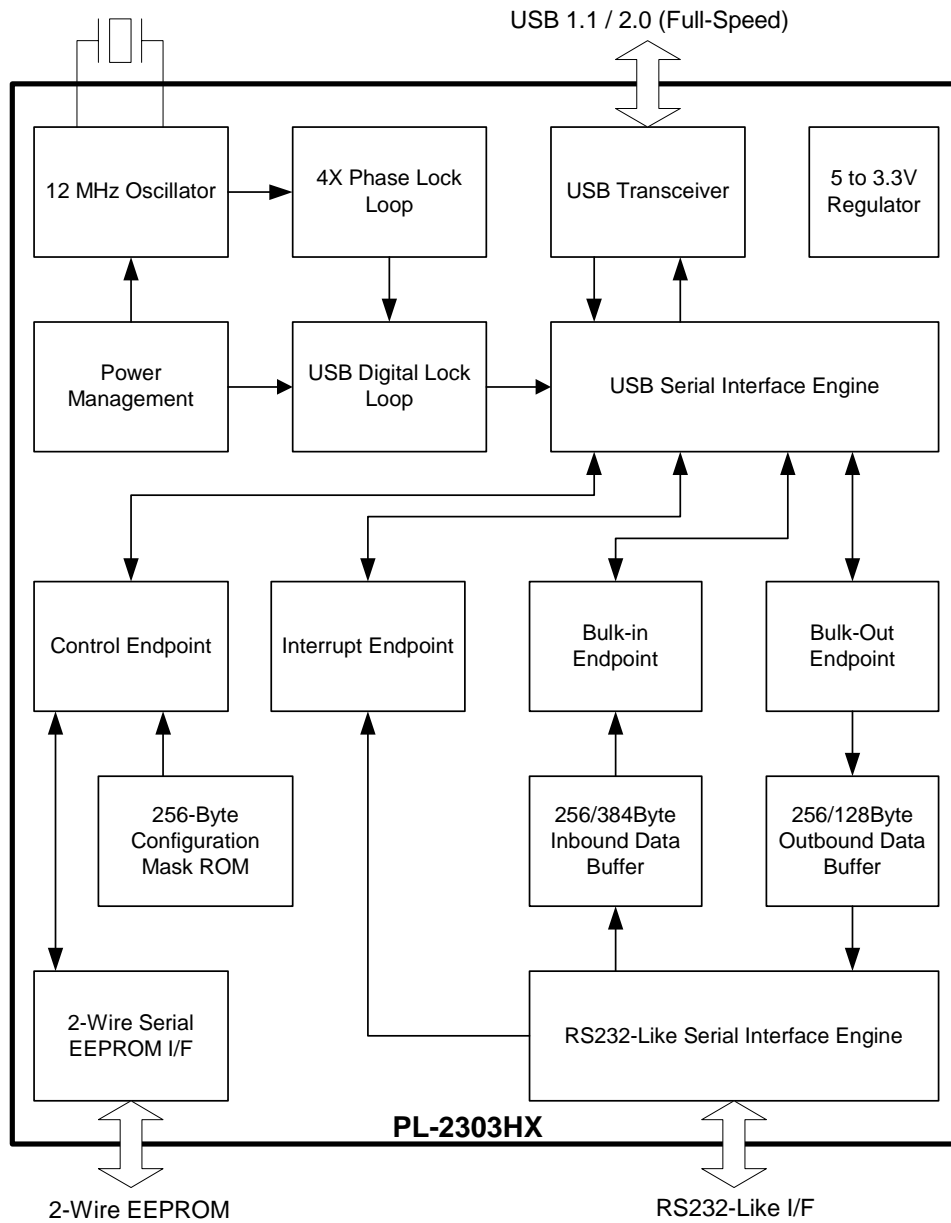 USB 1.1 / 2.0 (Full-Speed)
12 MHz Oscillator
4X Phase Lock
Loop
USB Transceiver
5 to 3.3V
Regulator
Power
Management
USB Digital Lock
Loop
USB Serial Interface Engine
Control Endpoint
Interrupt Endpoint
Bulk-in
Endpoint
Bulk-Out
Endpoint
256-Byte
Configuration
Mask ROM
256/384Byte
Inbound Data
Buffer
256/128Byte
Outbound Data
Buffer
2-Wire Serial
EEPROM I/F
RS232-Like Serial Interface Engine
PL-2303HX
2-Wire EEPROM
RS232-Like I/F